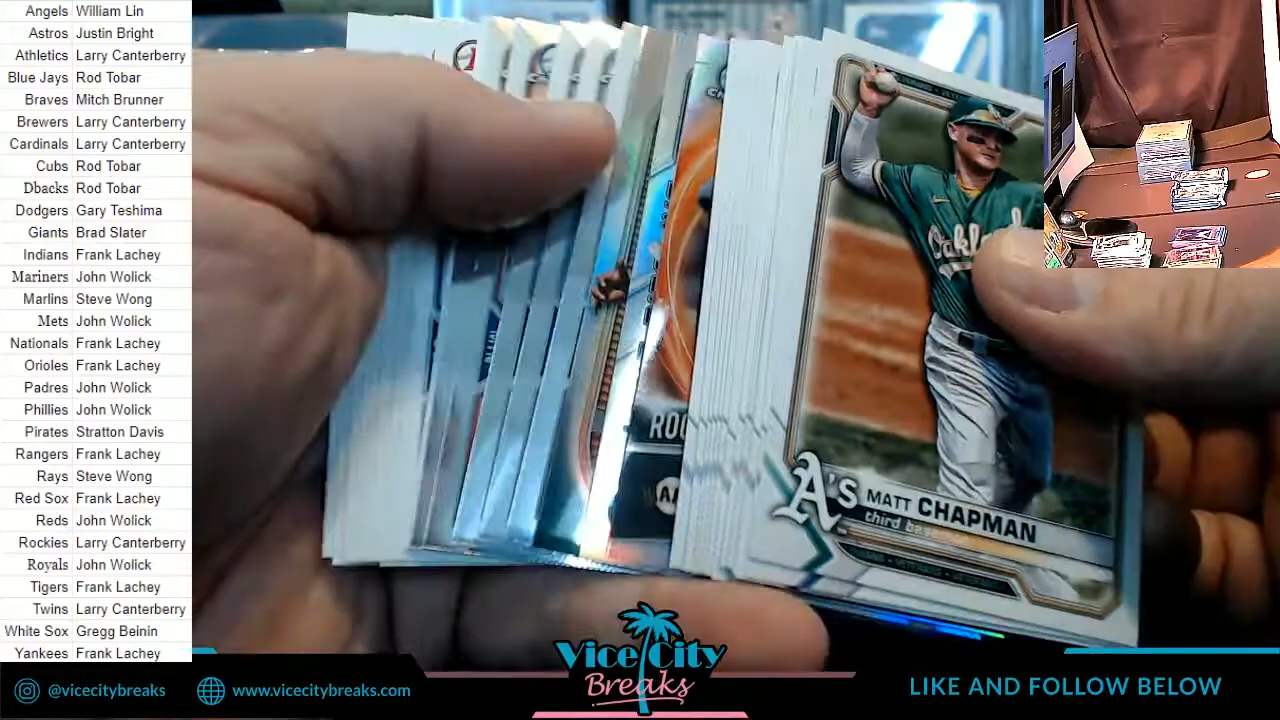 Angels William Lin
Astros Justin Bright
Athletics Larry Canterberry
Blue Jays Rod Tobar
Braves Mitch Brunner
Brewers Larry Canterberry
Cardinals Larry Canterberry
Cubs Rod Tobar
Dbacks Rod Tobar
Dodgers Gary Teshima
Giants Brad Slater
Indians Frank Lachey
Mariners John Wolick
Marlins Steve Wong
Mets John Wolick
Nationals Frank Lachey
Orioles Frank Lachey
Padres John Wolick
Phillies John Wolick
Pirates Stratton Davis
Rangers Frank Lachey
Rays Steve Wong
Red Sox Frank Lachey
Reds John Wolick
Rockies Larry Canterberry
Royals John Wolick
Tigers Frank Lachey
Twins Larry Canterberry
White Sox Gregg Beinin
Yankees Frank Lachey
A's MATT CHAPMAN
third
@vicecitybreaks
www.vicecitybreaks.com
Vice City
Breaks
LIKE AND FOLLOW BELOW